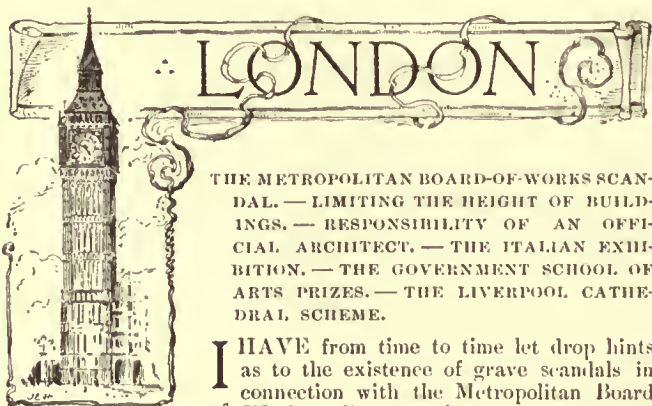 LONDON
THE METROPOLITAN BOARD-OF-WORKS SCAN-
DAL. — LIMITING THE HEIGHT OF BUILD-
INGS. — RESPONSIBILITY OF AN OFFI-
CIAL ARCHITECT. — THE ITALIAN EXHI-
BITION. — THE GOVERNMENT SCHOOL OF
ARTS PRIZES. — THE LIVERPOOL CATHE-
DRAL SCHEME.
I HAVE from time to time let drop hints
as to the existence of grave scandals in
connection with the Metropolitan Board